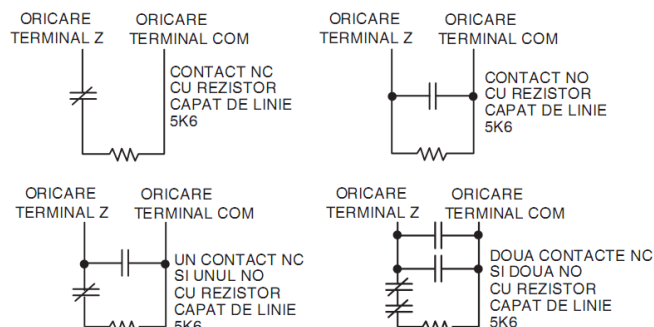 ORICARE
TERMINAL Z
ORICARE
TERMINAL COM
CONTACT NC
CU REZISTOR
CAPAT DE LINIE
5K6
ORICARE
TERMINAL Z
ORICARE
TERMINAL COM
CONTACT NO
CU REZISTOR
CAPAT DE LINIE
5K6
ORICARE
TERMINAL Z
ORICARE
TERMINAL COM
UN CONTACT NC
SI UNUL NO
CU REZISTOR
CAPAT DE LINIE
5K6
ORICARE
TERMINAL Z
ORICARE
TERMINAL COM
DOUA CONTACTE NC
SI DOUA NO
CU REZISTOR
CAPAT DE LINIE
5K6